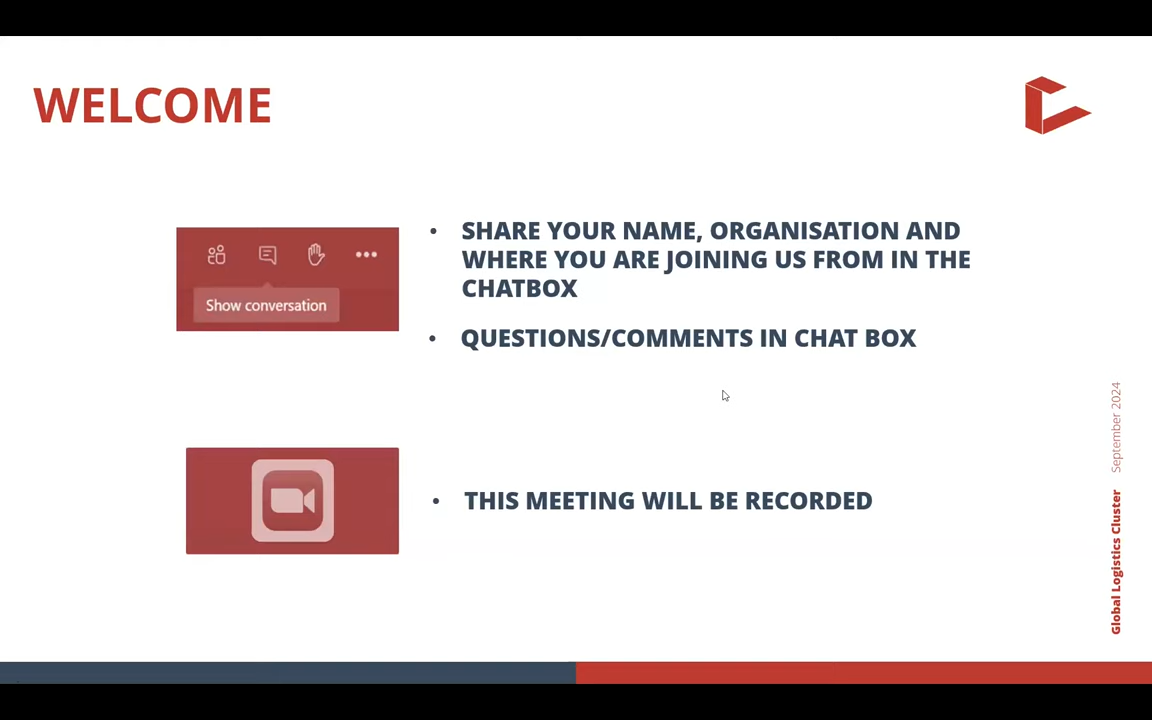 WELCOME
Show conversation
• SHARE YOUR NAME, ORGANISATION AND
WHERE YOU ARE JOINING US FROM IN THE
CHATBOX
• QUESTIONS/COMMENTS IN CHAT BOX
• THIS MEETING WILL BE RECORDED
Global Logistics Cluster September 2024